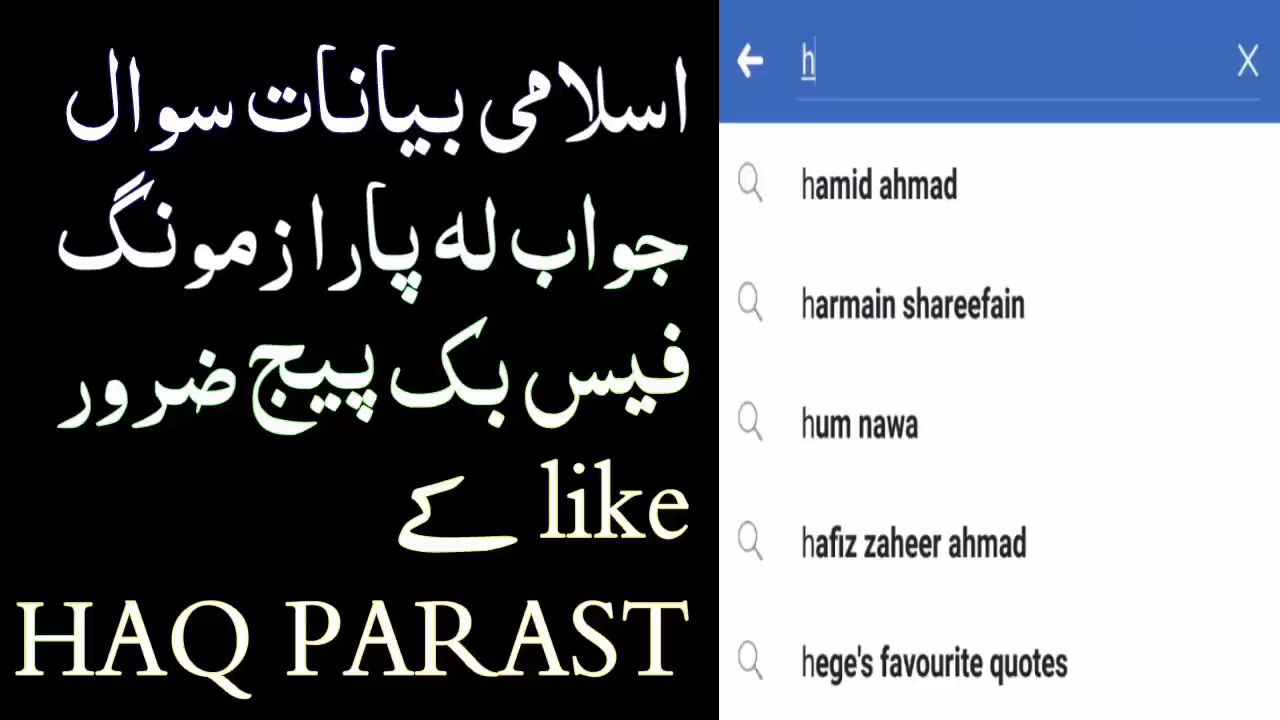 اسلامی بیانات سوال
جواب له پارا زمونگ
فیس بک پیج ضرور
like کے
HAQ PARAST
h
hamid ahmad
harmain shareefain
hum nawa
hafiz zaheer ahmad
hege's favourite quotes